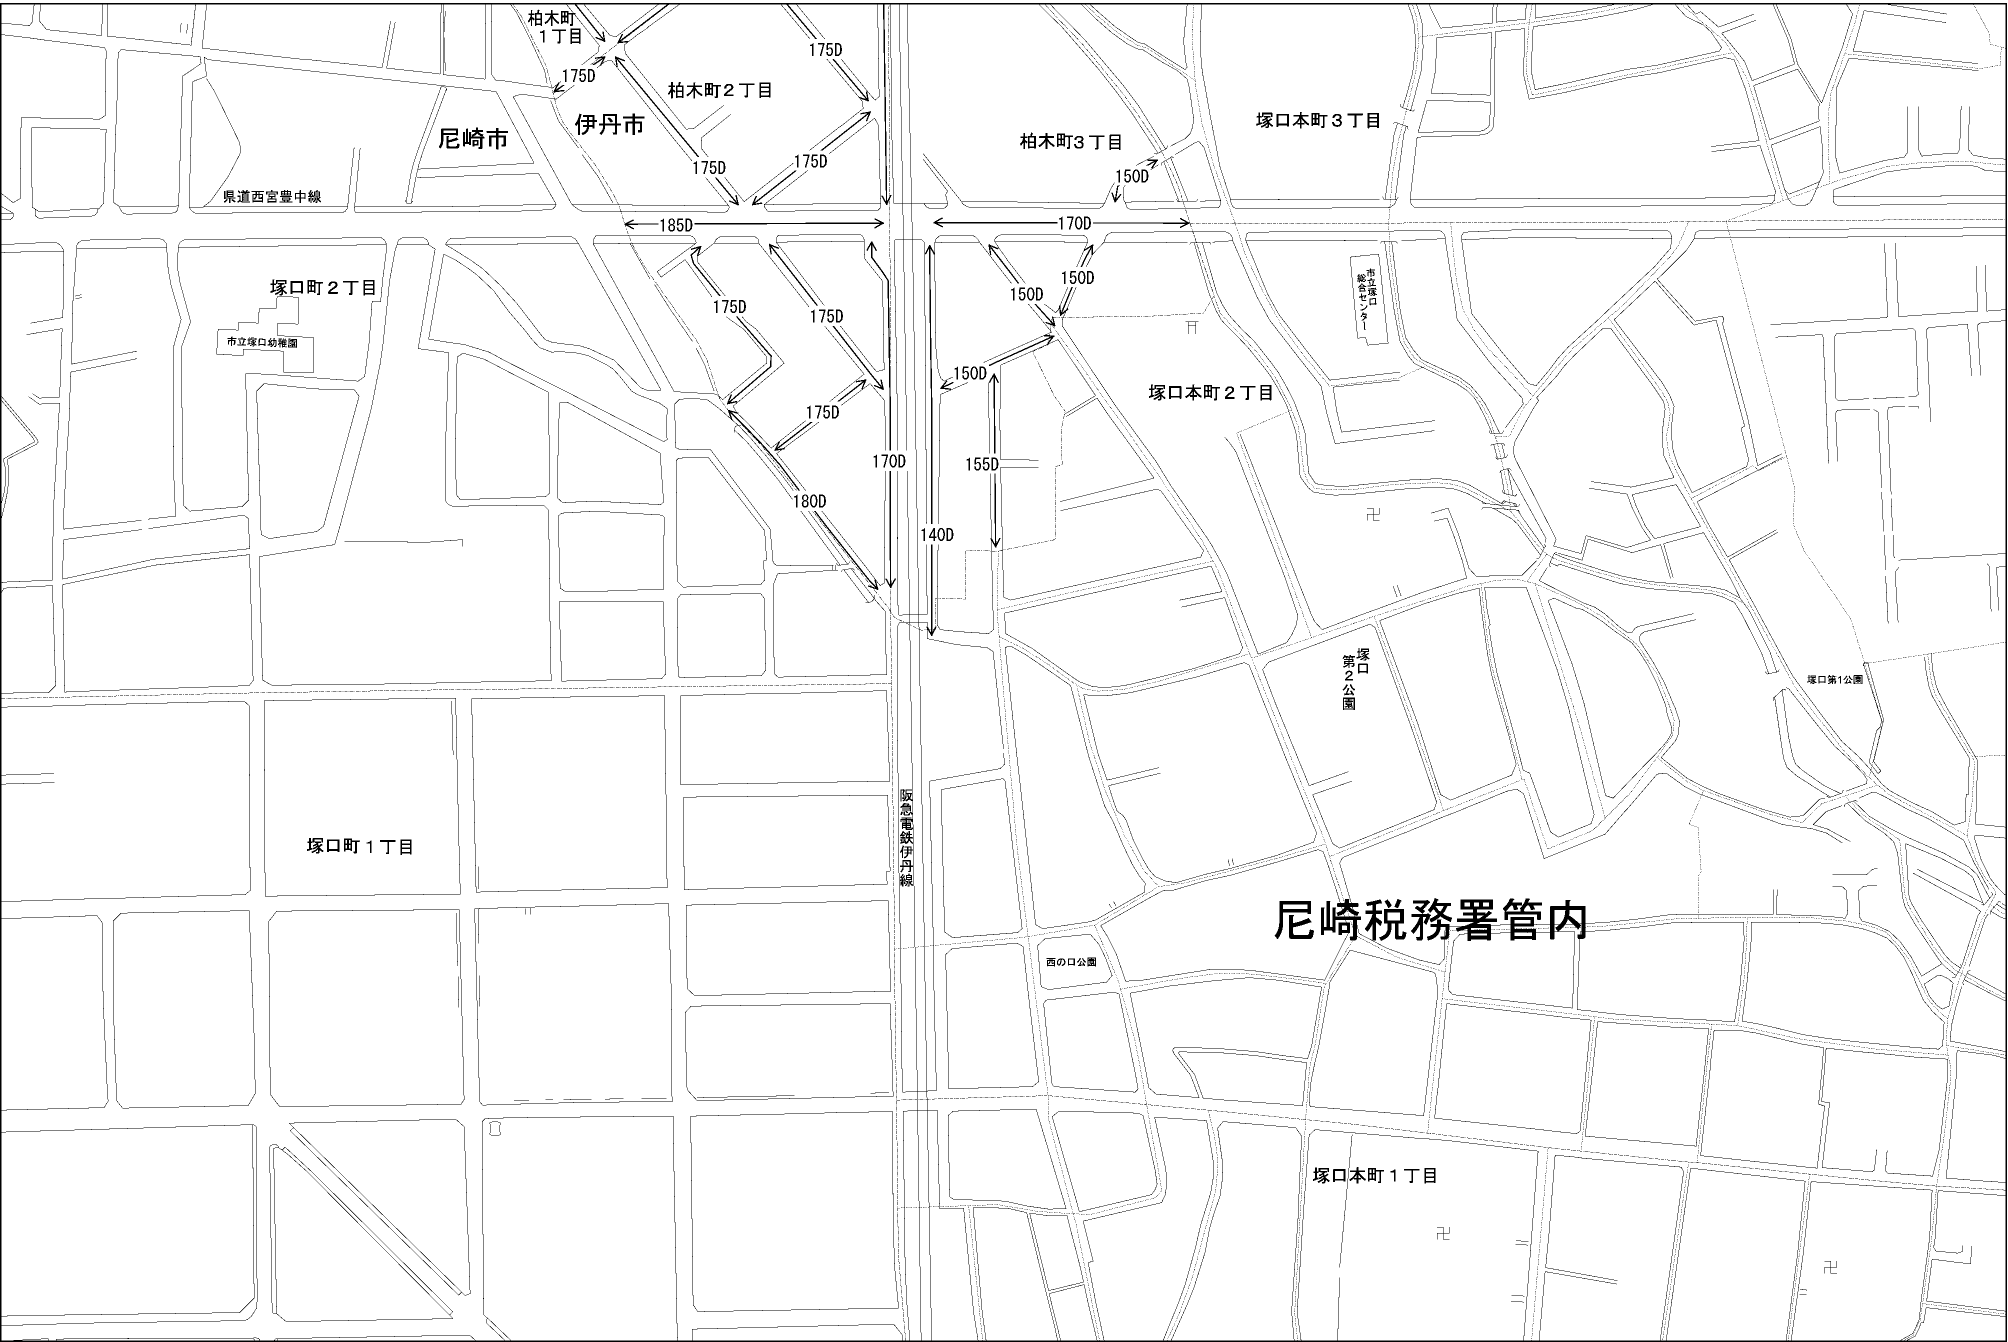 柏木町
1丁目
175D
175D
柏木町2丁目
伊丹市
尼崎市
175D
175D
柏木町3丁目
塚口本町3丁目
150D
県道西宮豊中線
185D
170D
塚口町2丁目
市立塚口幼稚園
175D
175D
150D
150D
市立塚口
総合センター
150D
175D
塚口本町2丁目
170D
155D
180D
140D
塚口
第2公園
塚口第1公園
阪急電鉄伊丹線
塚口町1丁目
尼崎税務署管内
西の口公園
塚口本町1丁目